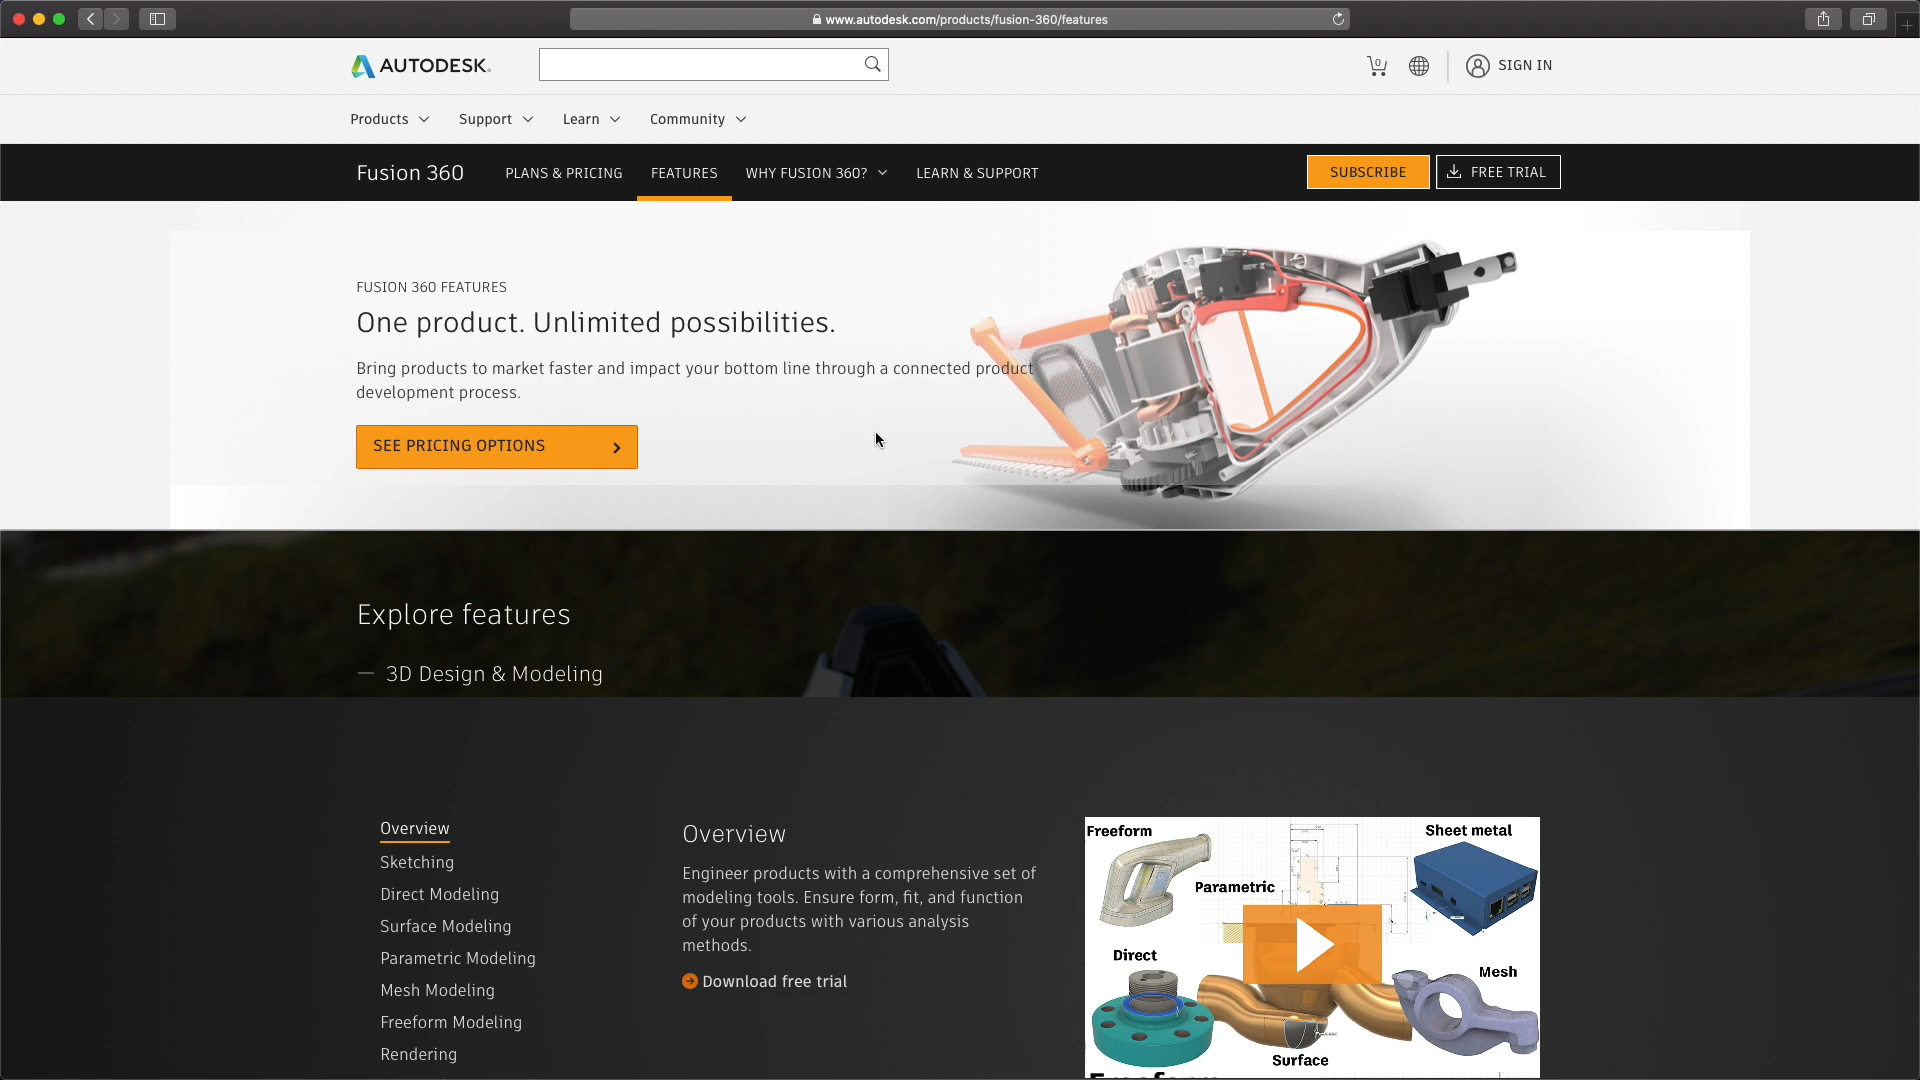 www.autodesk.com/products/fusion-360/features
AUTODESK.
0
SIGN IN
Products
Support
Learn
Community
Fusion 360
PLANS & PRICING
FEATURES
WHY FUSION 360?
LEARN & SUPPORT
SUBSCRIBE
FREE TRIAL
FUSION 360 FEATURES
One product. Unlimited possibilities.
Bring products to market faster and impact your bottom line through a connected product
development process.
SEE PRICING OPTIONS
Explore features
— 3D Design & Modeling
Overview
Sketching
Direct Modeling
Surface Modeling
Parametric Modeling
Mesh Modeling
Freeform Modeling
Rendering
Overview
Engineer products with a comprehensive set of
modeling tools. Ensure form, fit, and function
of your products with various analysis
methods.
Download free trial
Freeform
Sheet metal
Parametric
Direct
Mesh
Surface